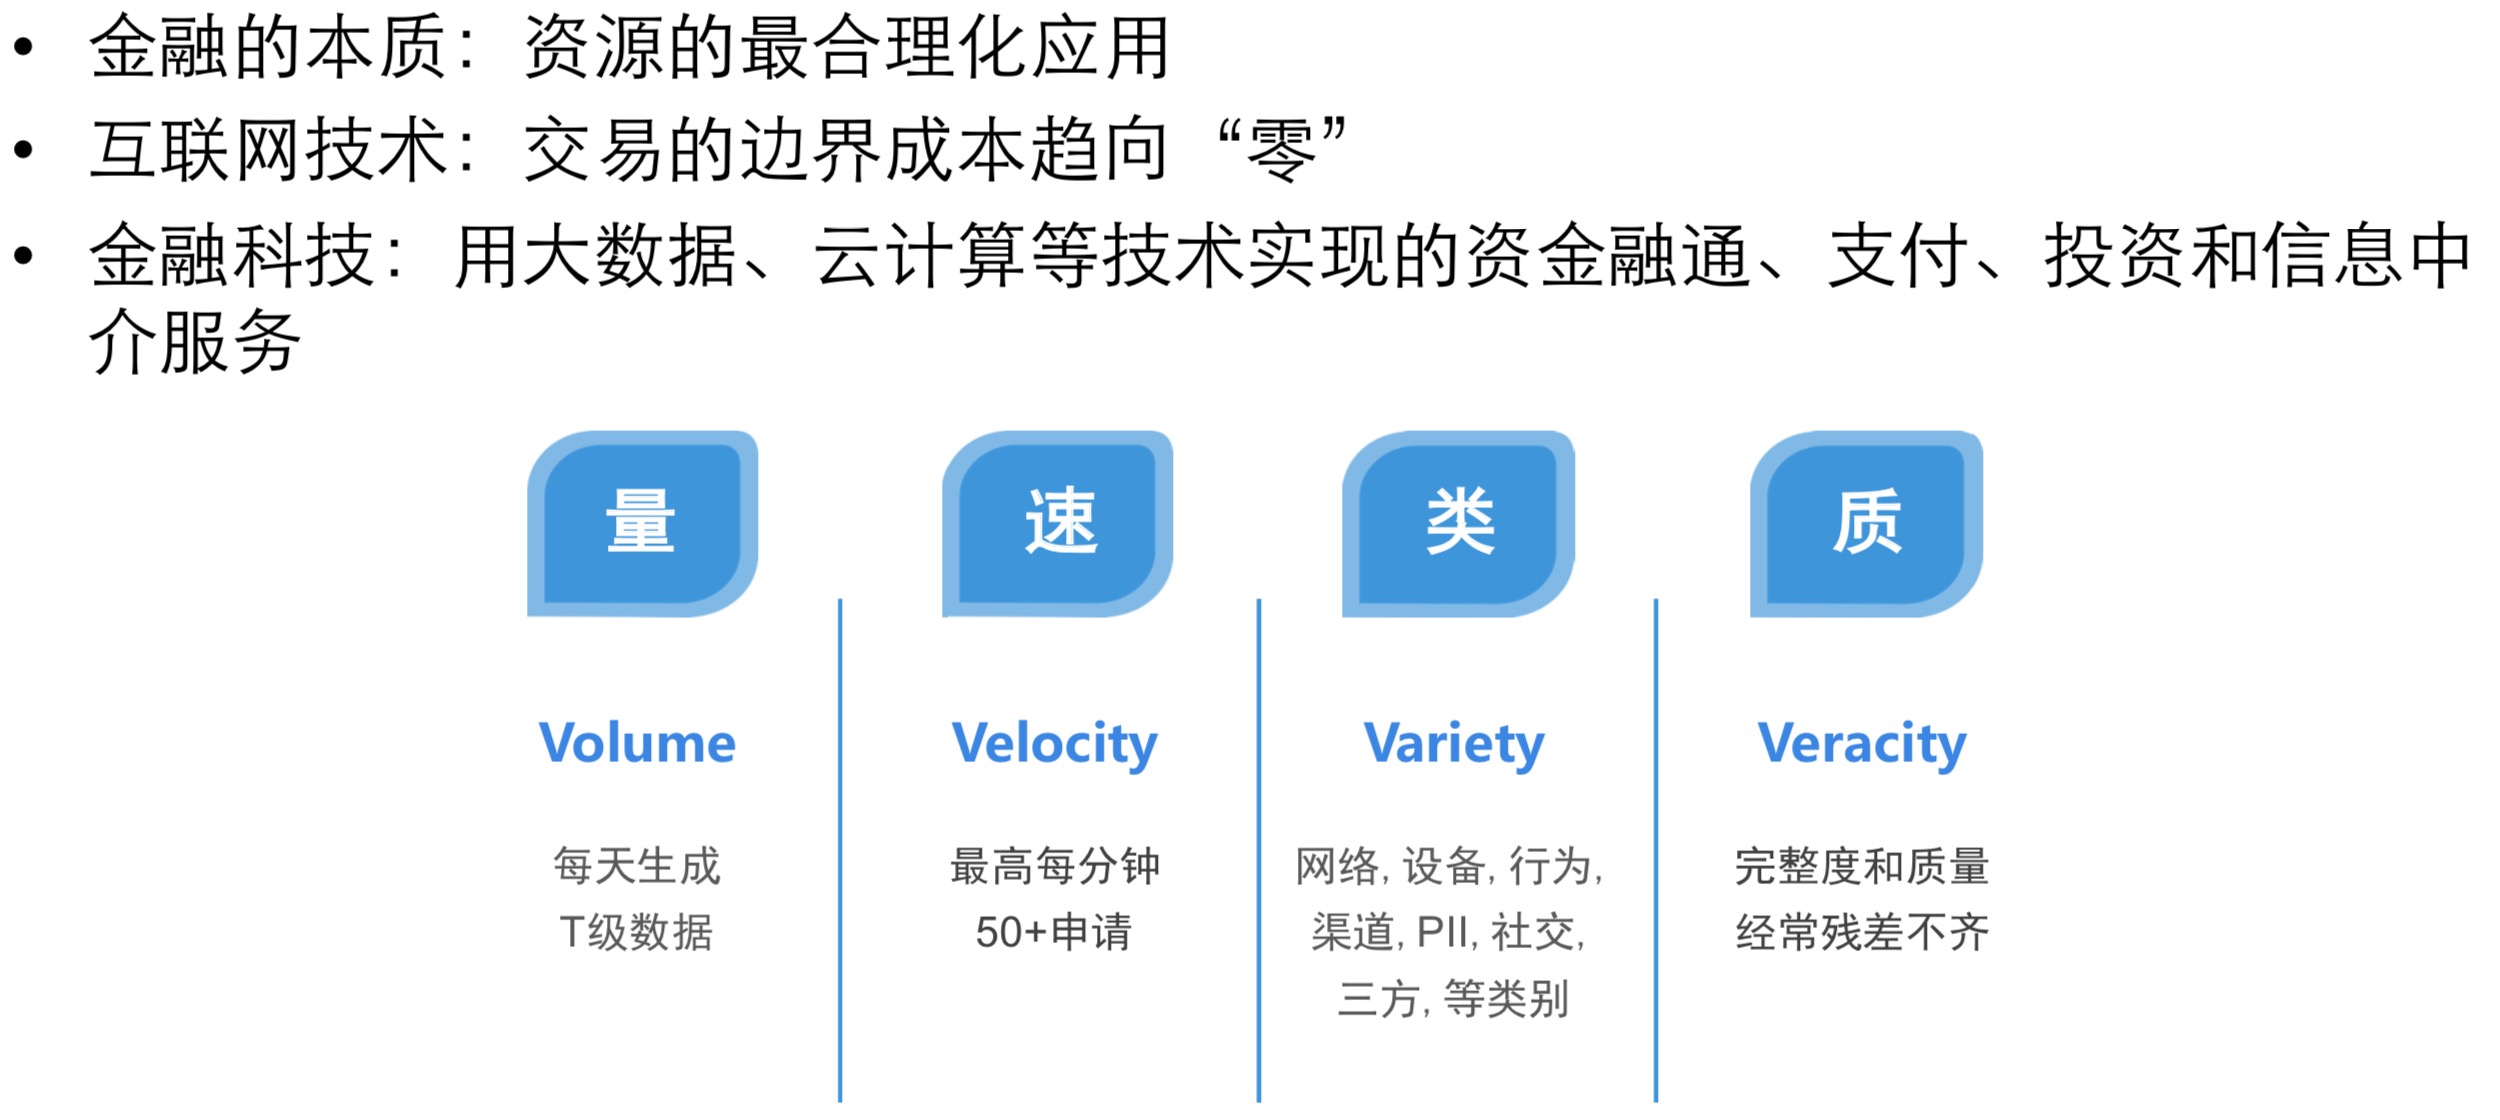 • 金融的本质：资源的最合理化应用
• 互联网技术：交易的边界成本趋向“零”
• 金融科技：用大数据、云计算等技术实现的资金融通、支付、投资和信息中
介服务
量 速 类 质
Volume Velocity Variety Veracity
每天生成 最高每分钟 网络, 设备, 行为, 完整度和质量
T级数据 50+申请 渠道, PII, 社交, 经常残差不齐
三方, 等类别